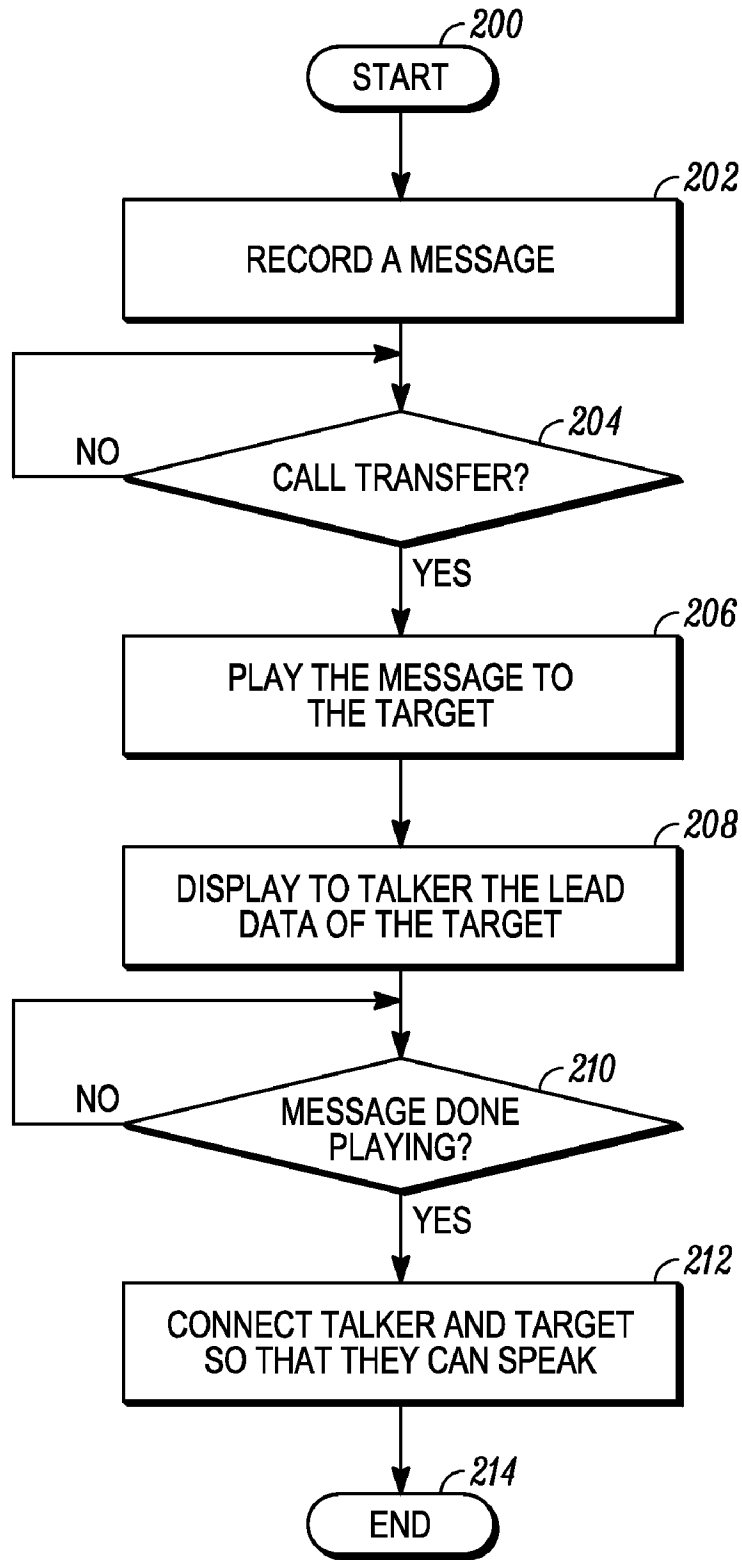 200
START
202
RECORD A MESSAGE
204
NO
CALL TRANSFER?
YES
206
PLAY THE MESSAGE TO
THE TARGET
208
DISPLAY TO TALKER THE LEAD
DATA OF THE TARGET
210
NO
MESSAGE DONE
PLAYING?
YES
212
CONNECT TALKER AND TARGET
SO THAT THEY CAN SPEAK
214
END